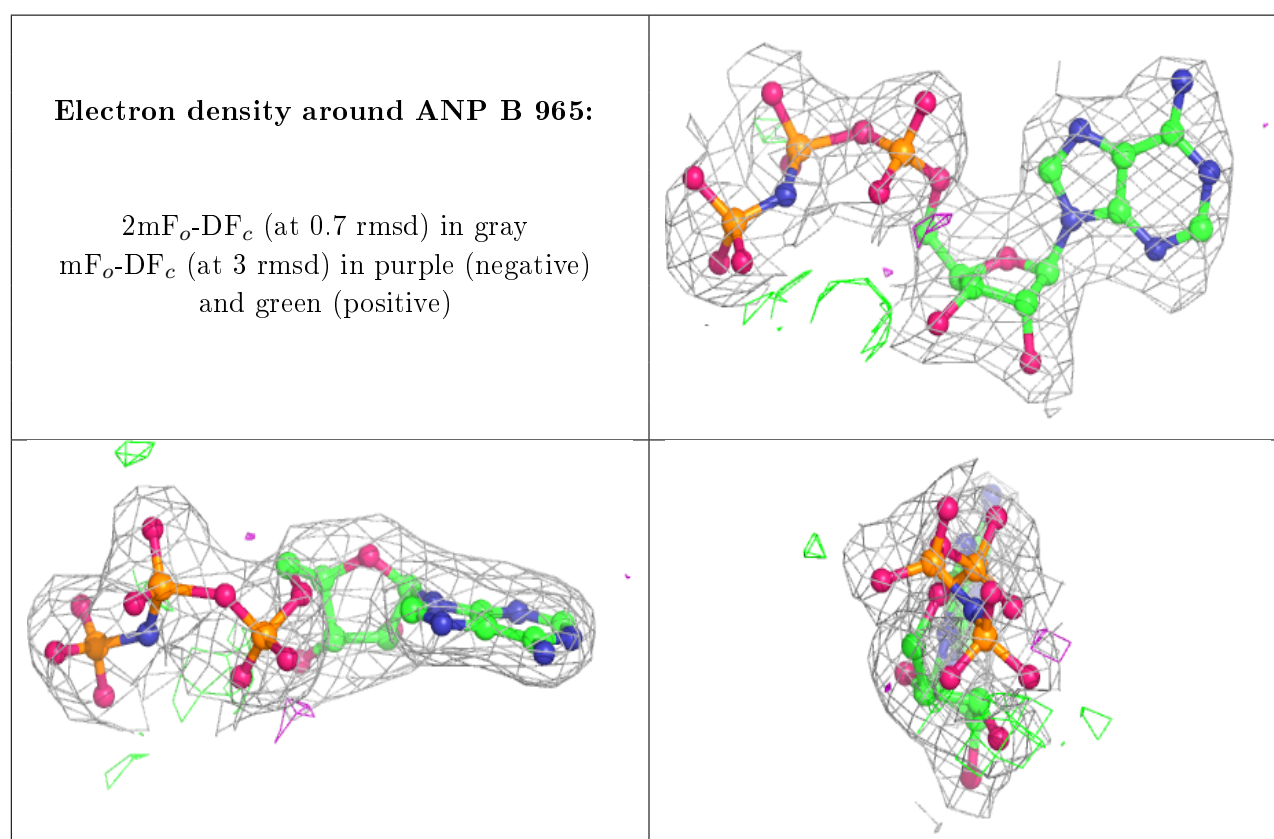 Electron density around ANP B 965:
2mFo-DFc (at 0.7 rmsd) in gray
mFo-DFc (at 3 rmsd) in purple (negative)
and green (positive)